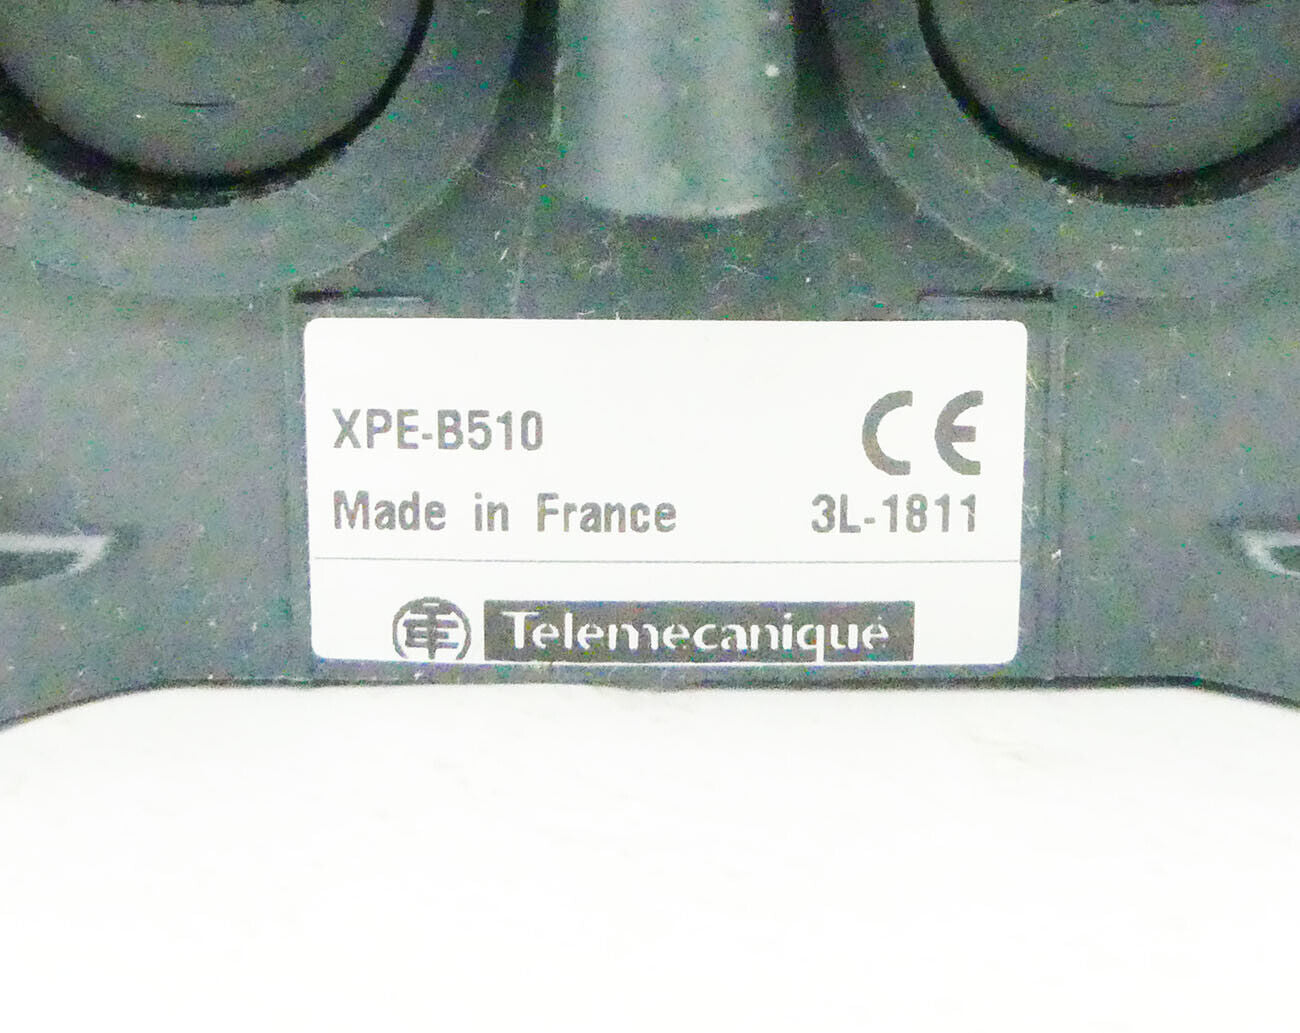 XPE-B510
CE
Made in France 3L-1811
Telemecanique